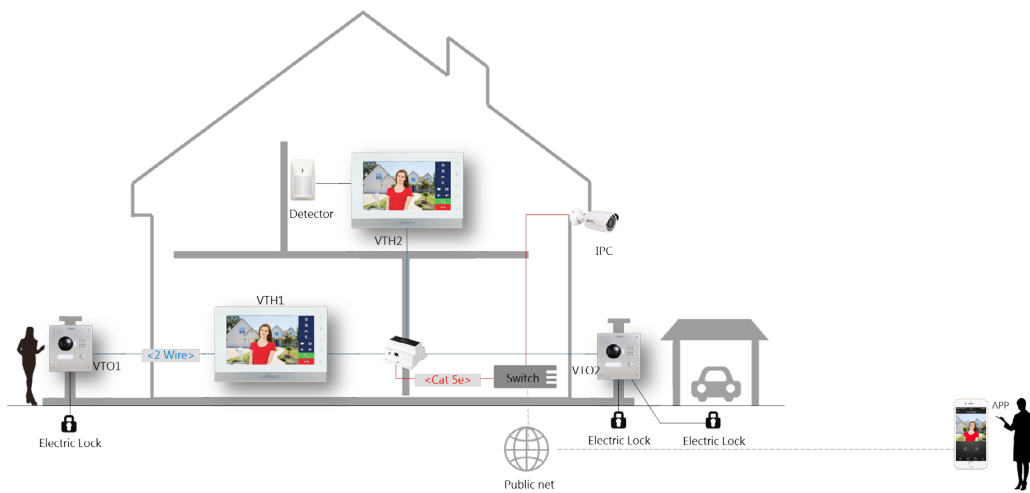 Detector
VTH2
IPC
VTH1
VTO1
<2 Wire>
<Cat 5e>
Switch
VTO2
Electric Lock
Electric Lock
Electric Lock
APP
Public net